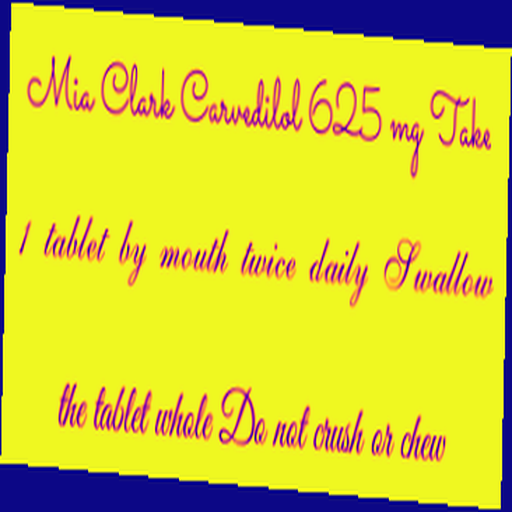 Mia Clark Carvedilol 625 mg Take
1 tablet by mouth twice daily Swallow
the tablet whole Do not crush or chew